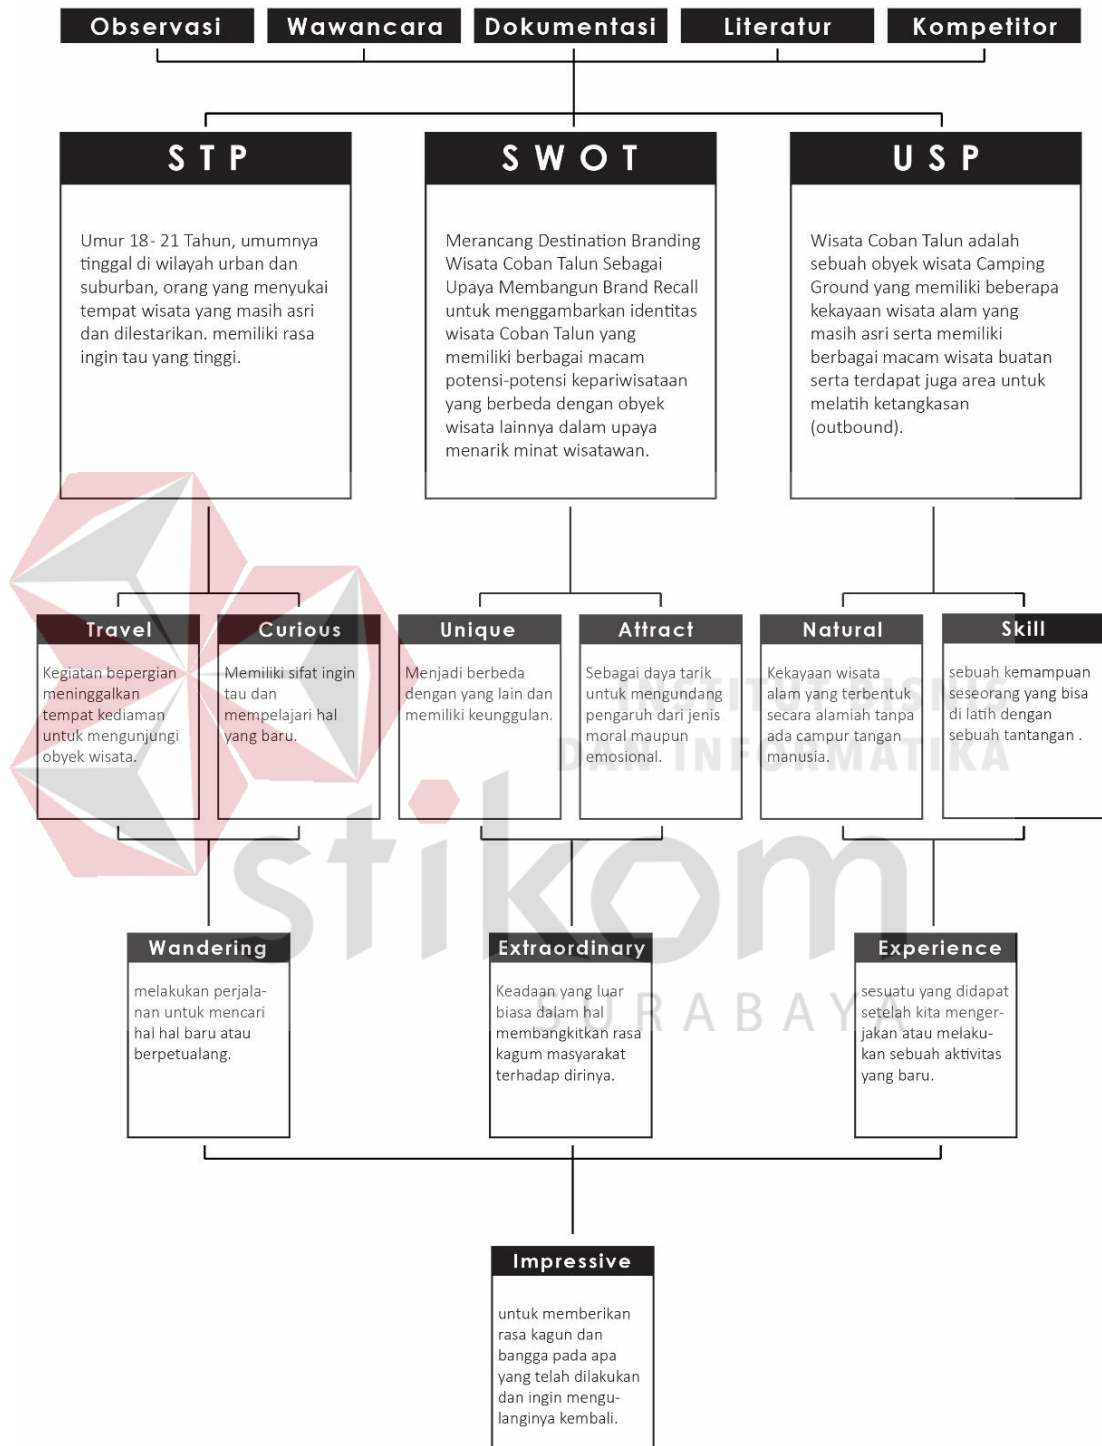 Observasi
Wawancara
Dokumentasi
Literatur
Kompetitor
STP
Umur 18- 21 Tahun, umumnya
tinggal di wilayah urban dan
suburban, orang yang menyukai
tempat wisata yang masih asri
dan dilestarikan. memiliki rasa
ingin tau yang tinggi.
SWOT
Merancang Destination Branding
Wisata Coban Talun Sebagai
Upaya Membangun Brand Recall
untuk menggambarkan identitas
wisata Coban Talun yang
memiliki berbagai macam
potensi-potensi kepariwisataan
yang berbeda dengan obyek
wisata lainnya dalam upaya
menarik minat wisatawan.
USP
Wisata Coban Talun adalah
sebuah obyek wisata Camping
Ground yang memiliki beberapa
kekayaan wisata alam yang
masih asri serta memiliki
berbagai macam wisata buatan
serta terdapat juga area untuk
melatih ketangkasan
(outbound).
Travel
Kegiatan bepergian
meninggalkan
tempat kediaman
untuk mengunjungi
obyek wisata.
Curious
Memiliki sifat ingin
tau dan
mempelajari hal
yang baru.
Unique
Menjadi berbeda
dengan yang lain dan
memiliki keunggulan.
Attract
Sebagai daya tarik
untuk mengundang
pengaruh dari jenis
moral maupun
emosional.
Natural
Kekayaan wisata
alam yang terbentuk
secara alamiah tanpa
ada campur tangan
manusia.
Skill
sebuah kemampuan
seseorang yang bisa
di latih dengan
sebuah tantangan .
INSTITUT BISNIS
DAN INFORMATIKA
stikom
SURABAYA
Wandering
melakukan perjala-
nan untuk mencari
hal hal baru atau
berpetualang.
Extraordinary
Keadaan yang luar
biasa dalam hal
membangkitkan rasa
kagum masyarakat
terhadap dirinya.
Experience
sesuatu yang didapat
setelah kita menger-
jakan atau melaku-
kan sebuah aktivitas
yang baru.
Impressive
untuk memberikan
rasa kagun dan
bangga pada apa
yang telah dilakukan
dan ingin mengu-
langinya kembali.